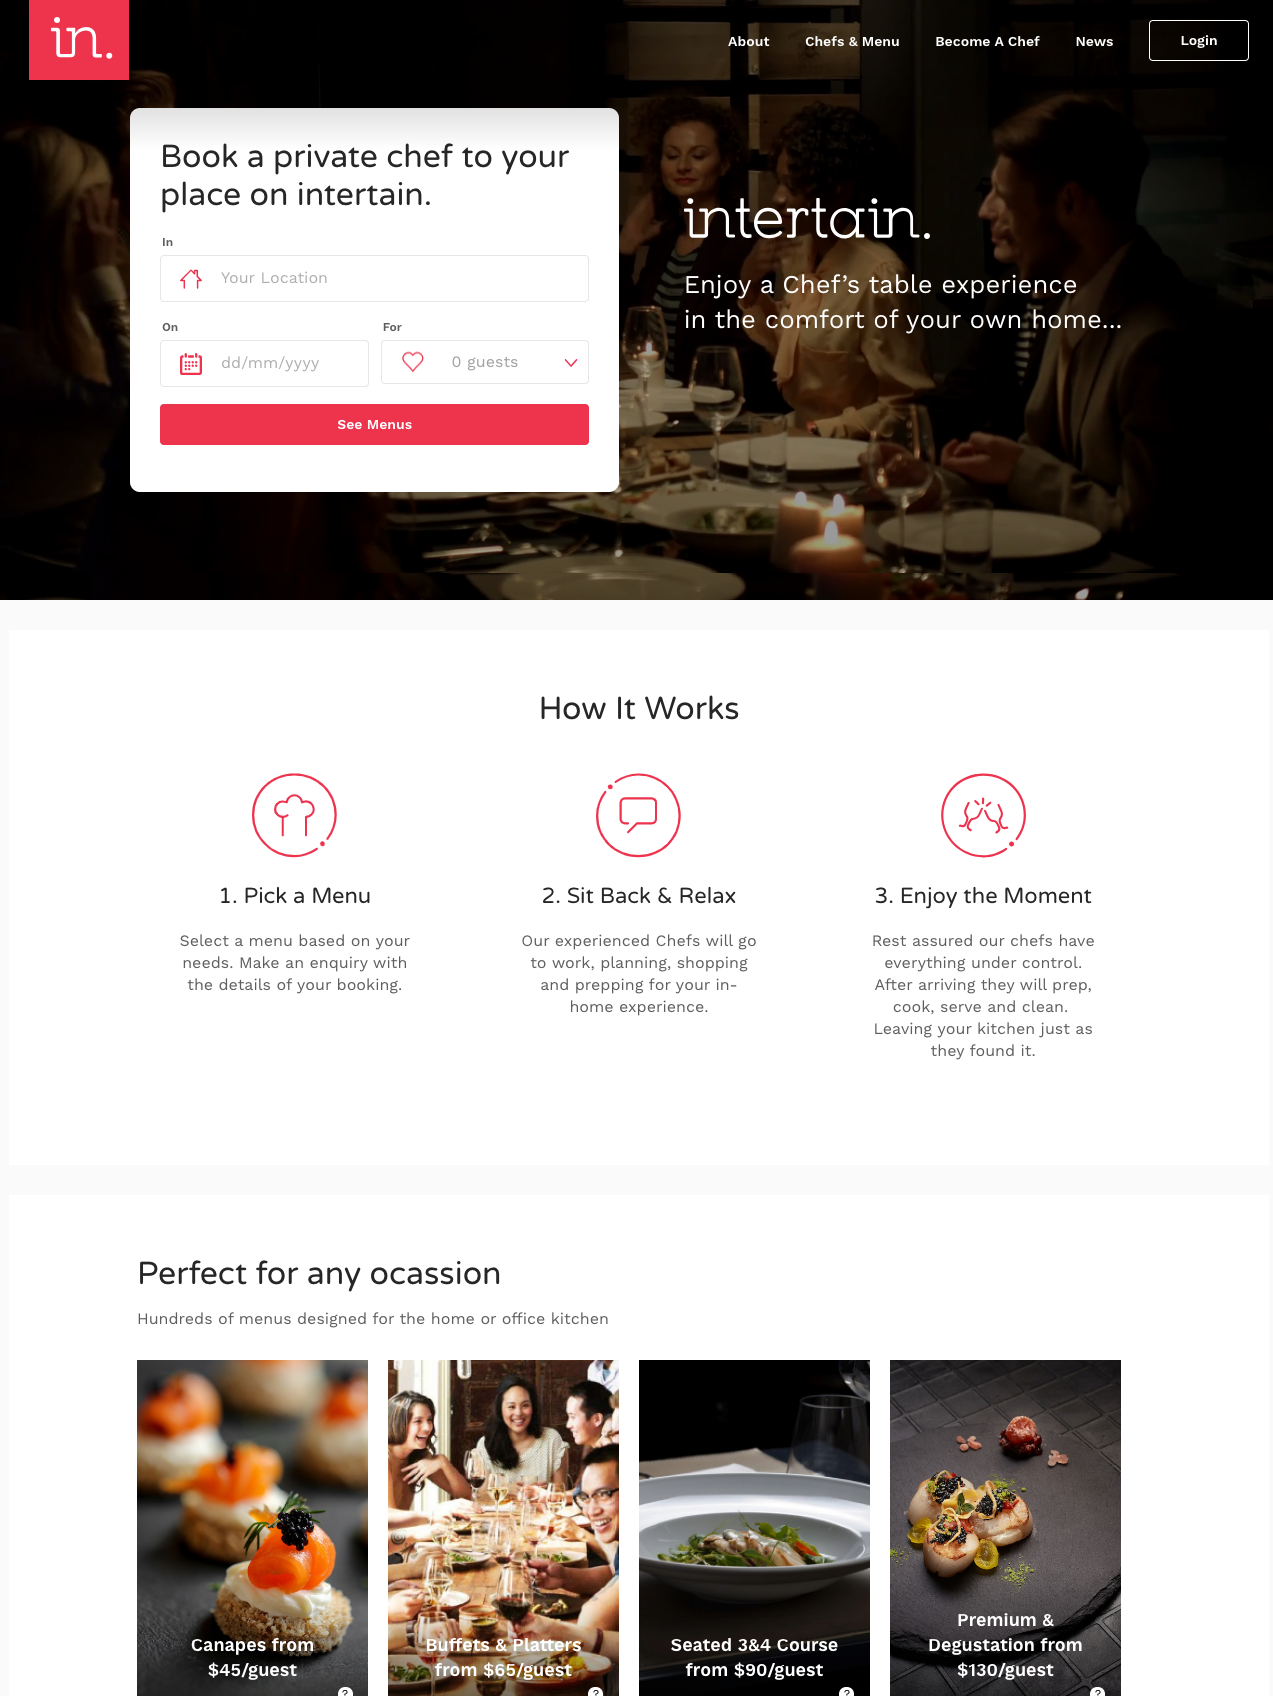 in.
About
Chefs & Menu
Become A Chef
News
Login
Book a private chef to your
place on intertain.
In
Your Location
On
For
dd/mm/yyyy
0 guests
See Menus
intertain.
Enjoy a Chef’s table experience
in the comfort of your own home...
How It Works
1. Pick a Menu
Select a menu based on your
needs. Make an enquiry with
the details of your booking.
2. Sit Back & Relax
Our experienced Chefs will go
to work, planning, shopping
and prepping for your in-
home experience.
3. Enjoy the Moment
Rest assured our chefs have
everything under control.
After arriving they will prep,
cook, serve and clean.
Leaving your kitchen just as
they found it.
Perfect for any ocassion
Hundreds of menus designed for the home or office kitchen
Canapes from
$45/guest
?
Buffets & Platters
from $65/guest
?
Seated 3&4 Course
from $90/guest
?
Premium &
Degustation from
$130/guest
?